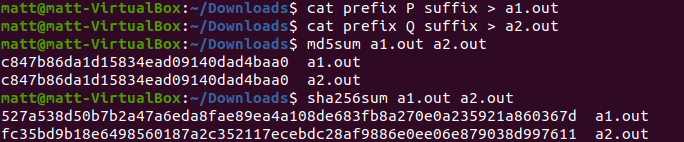 matt@matt-VirtualBox:~/Downloads$ cat prefix P suffix > a1.out
matt@matt-VirtualBox:~/Downloads$ cat prefix Q suffix > a2.out
matt@matt-VirtualBox:~/Downloads$ md5sum a1.out a2.out
c847b86da1d15834ead09140dad4baa0  a1.out
c847b86da1d15834ead09140dad4baa0  a2.out
matt@matt-VirtualBox:~/Downloads$ sha256sum a1.out a2.out
527a538d50b7b2a47a6eda8fae89ea4a108de683fb8a270e0a235921a860367d  a1.out
fc35bd9b18e6498560187a2c352117ecebdc28af9886e0ee06e879038d997611  a2.out